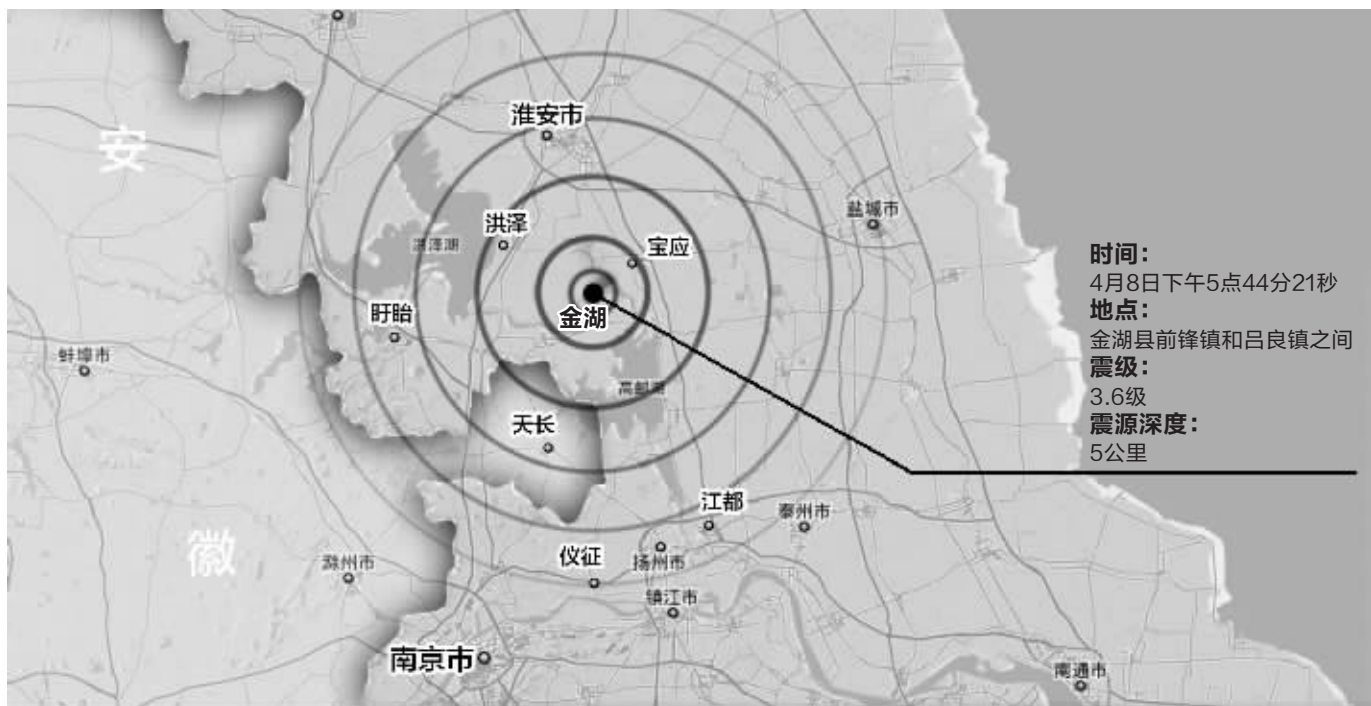 安
淮安市
洪泽
洪泽湖
宝应
盐城市
盱眙
金湖
蚌埠市
高邮湖
天长
时间：
4月8日下午5点44分21秒
地点：
金湖县前锋镇和吕良镇之间
震级：
3.6级
震源深度：
5公里
江都
泰州市
徽
仪征
扬州市
滁州市
镇江市
南京市
南通市